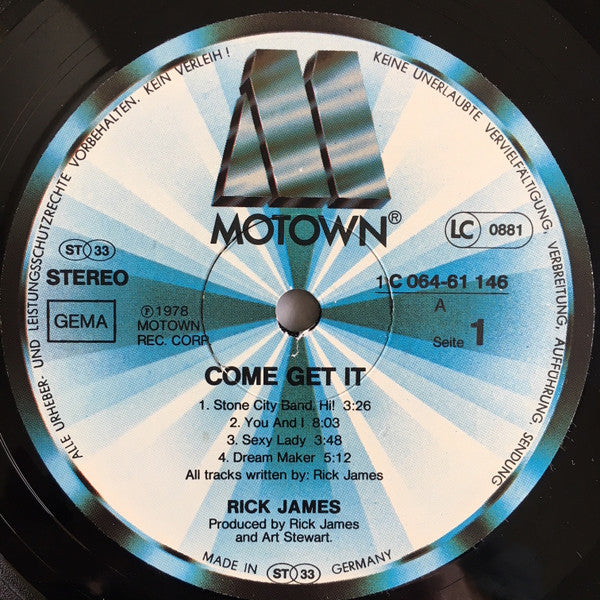 ALLE URHEBER- UND LEISTUNGSSCHUTZRECHTE VORBEHALTEN. KEIN VERLEIH! KEINE UNERLAUBTE VERVIELFÄLTIGUNG, VERBREITUNG, AUFFÜHRUNG, SENDUNG
MOTOWN®
ST 33
STEREO
GEMA
℗1978
MOTOWN
REC. CORP.
LC 0881
1 C 064-61 146
A
Seite 1
COME GET IT
1. Stone City Band, Hi! 3:26
2. You And I 8:03
3. Sexy Lady 3:48
4. Dream Maker 5:12
All tracks written by: Rick James
RICK JAMES
Produced by Rick James
and Art Stewart.
MADE IN ST 33 GERMANY